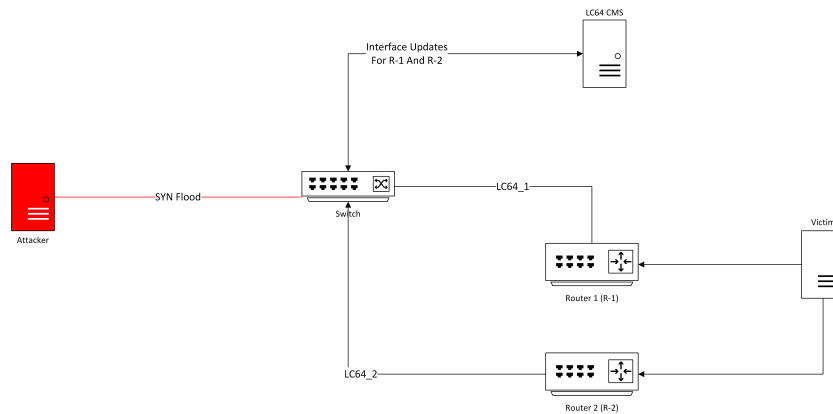 LC64 CMS
Interface Updates
For R-1 And R-2
SYN Flood
Attacker
Switch
LC64_1
Victim
Router 1 (R-1)
LC64_2
Router 2 (R-2)